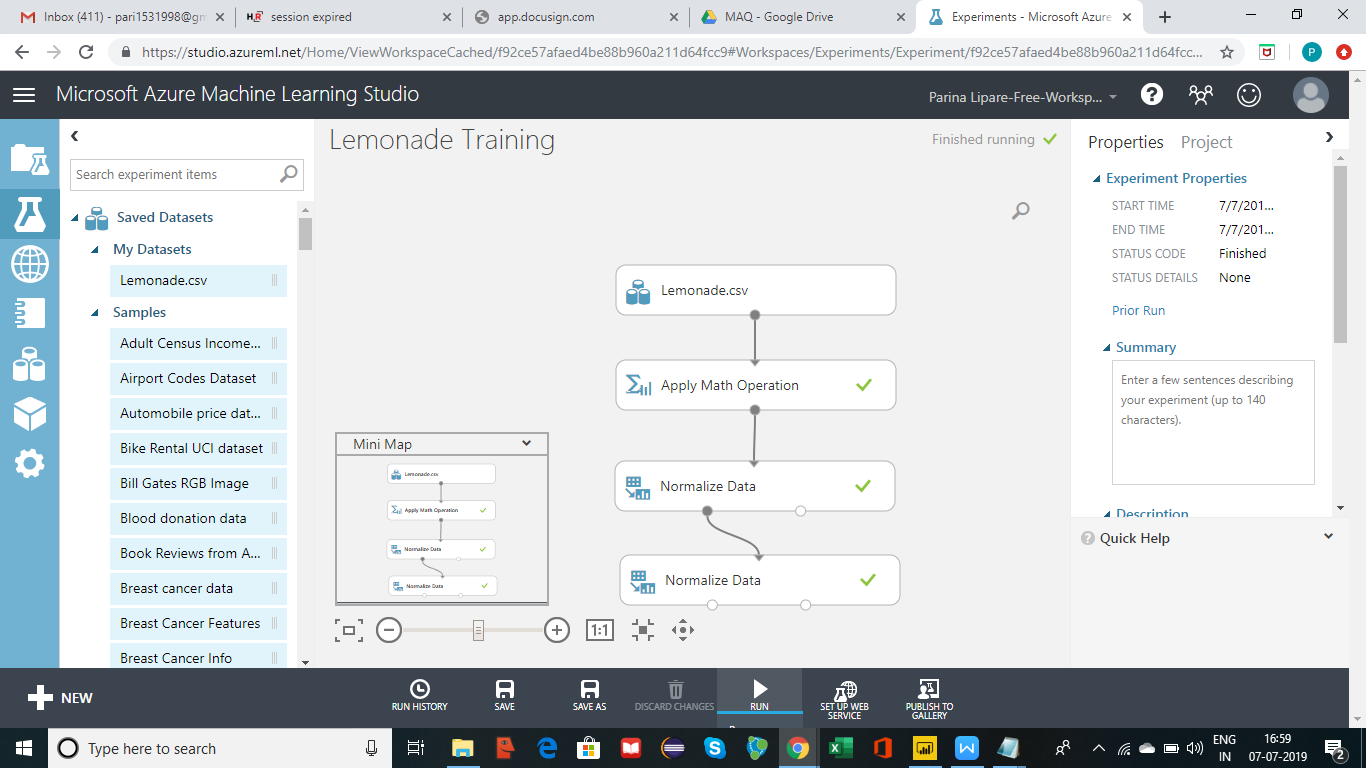 Inbox (411) - pari1531998@gm
session expired
app.docusign.com
MAQ - Google Drive
Experiments - Microsoft Azure
https://studio.azureml.net/Home/ViewWorkspaceCached/f92ce57afaed4be88b960a211d64fcc9#Workspaces/Experiments/Experiment/f92ce57afaed4be88b960a211d64fcc...
P
Microsoft Azure Machine Learning Studio
Parina Lipare-Free-Worksp...
Search experiment items
Saved Datasets
My Datasets
Lemonade.csv
Samples
Adult Census Income...
Airport Codes Dataset
Automobile price dat...
Bike Rental UCI dataset
Bill Gates RGB Image
Blood donation data
Book Reviews from A...
Breast cancer data
Breast Cancer Features
Breast Cancer Info
Lemonade Training
Finished running
Lemonade.csv
Apply Math Operation
Normalize Data
Normalize Data
Mini Map
Lemonade.csv
Apply Math Operation
Normalize Data
Normalize Data
1:1
Properties
Project
Experiment Properties
START TIME 7/7/201...
END TIME 7/7/201...
STATUS CODE Finished
STATUS DETAILS None
Prior Run
Summary
Enter a few sentences describing
your experiment (up to 140
characters).
Description
Quick Help
NEW
RUN HISTORY
SAVE
SAVE AS
DISCARD CHANGES
RUN
SET UP WEB
SERVICE
PUBLISH TO
GALLERY
Type here to search
ENG
IN
16:59
07-07-2019
2